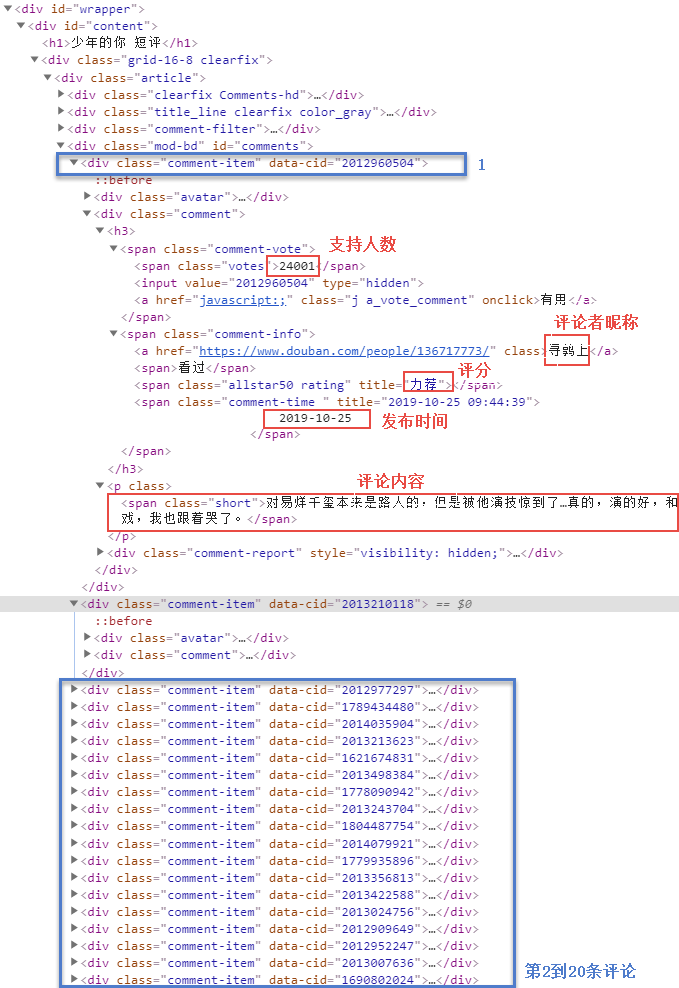 <div id="wrapper">
<div id="content">
<h1>少年的你 短评</h1>
<div class="grid-16-8 clearfix">
<div class="article">
<div class="clearfix Comments-hd">…</div>
<div class="title_line clearfix color_gray">…</div>
<div class="comment-filter">…</div>
<div class="mod-bd" id="comments">
<div class="comment-item" data-cid="2012960504"> 1
::before
<div class="avatar">…</div>
<div class="comment">
<h3>
<span class="comment-vote"> 支持人数
<span class="votes">24001</span>
<input value="2012960504" type="hidden">
<a href="javascript:;" class="j a_vote_comment" onclick>有用</a>
</span>
<span class="comment-info"> 评论者昵称
<a href="https://www.douban.com/people/136717773/" class>寻鹑上</a>
<span>看过</span> 评分
<span class="allstar50 rating" title="力荐"></span>
<span class="comment-time " title="2019-10-25 09:44:39">
2019-10-25 发布时间
</span>
</span>
</h3>
<p class> 评论内容
<span class="short">对易烊千玺本来是路人的，但是被他演技惊到了…真的，演的好，和
戏，我也跟着哭了。</span>
</p>
<div class="comment-report" style="visibility: hidden;">…</div>
</div>
</div>
<div class="comment-item" data-cid="2013210118"> == $0
::before
<div class="avatar">…</div>
<div class="comment">…</div>
</div>
<div class="comment-item" data-cid="2012977297">…</div>
<div class="comment-item" data-cid="1789434480">…</div>
<div class="comment-item" data-cid="2014035904">…</div>
<div class="comment-item" data-cid="2013213623">…</div>
<div class="comment-item" data-cid="1621674831">…</div>
<div class="comment-item" data-cid="2013498384">…</div>
<div class="comment-item" data-cid="1778090942">…</div>
<div class="comment-item" data-cid="2013243704">…</div>
<div class="comment-item" data-cid="1804487754">…</div>
<div class="comment-item" data-cid="2014079921">…</div>
<div class="comment-item" data-cid="1779935896">…</div>
<div class="comment-item" data-cid="2013356813">…</div>
<div class="comment-item" data-cid="2013422588">…</div>
<div class="comment-item" data-cid="2013024756">…</div>
<div class="comment-item" data-cid="2012909649">…</div>
<div class="comment-item" data-cid="2012952247">…</div>
<div class="comment-item" data-cid="2013007636">…</div>
<div class="comment-item" data-cid="1690802024">…</div>
第2到20条评论